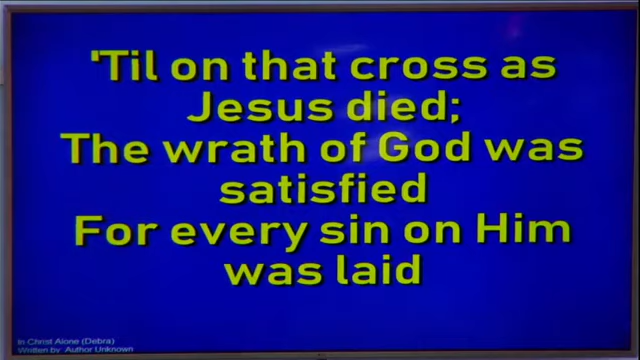 'Til on that cross as
Jesus died;
The wrath of God was
satisfied
For every sin on Him
was laid
In Christ Alone (Debra)
Written by: Author Unknown